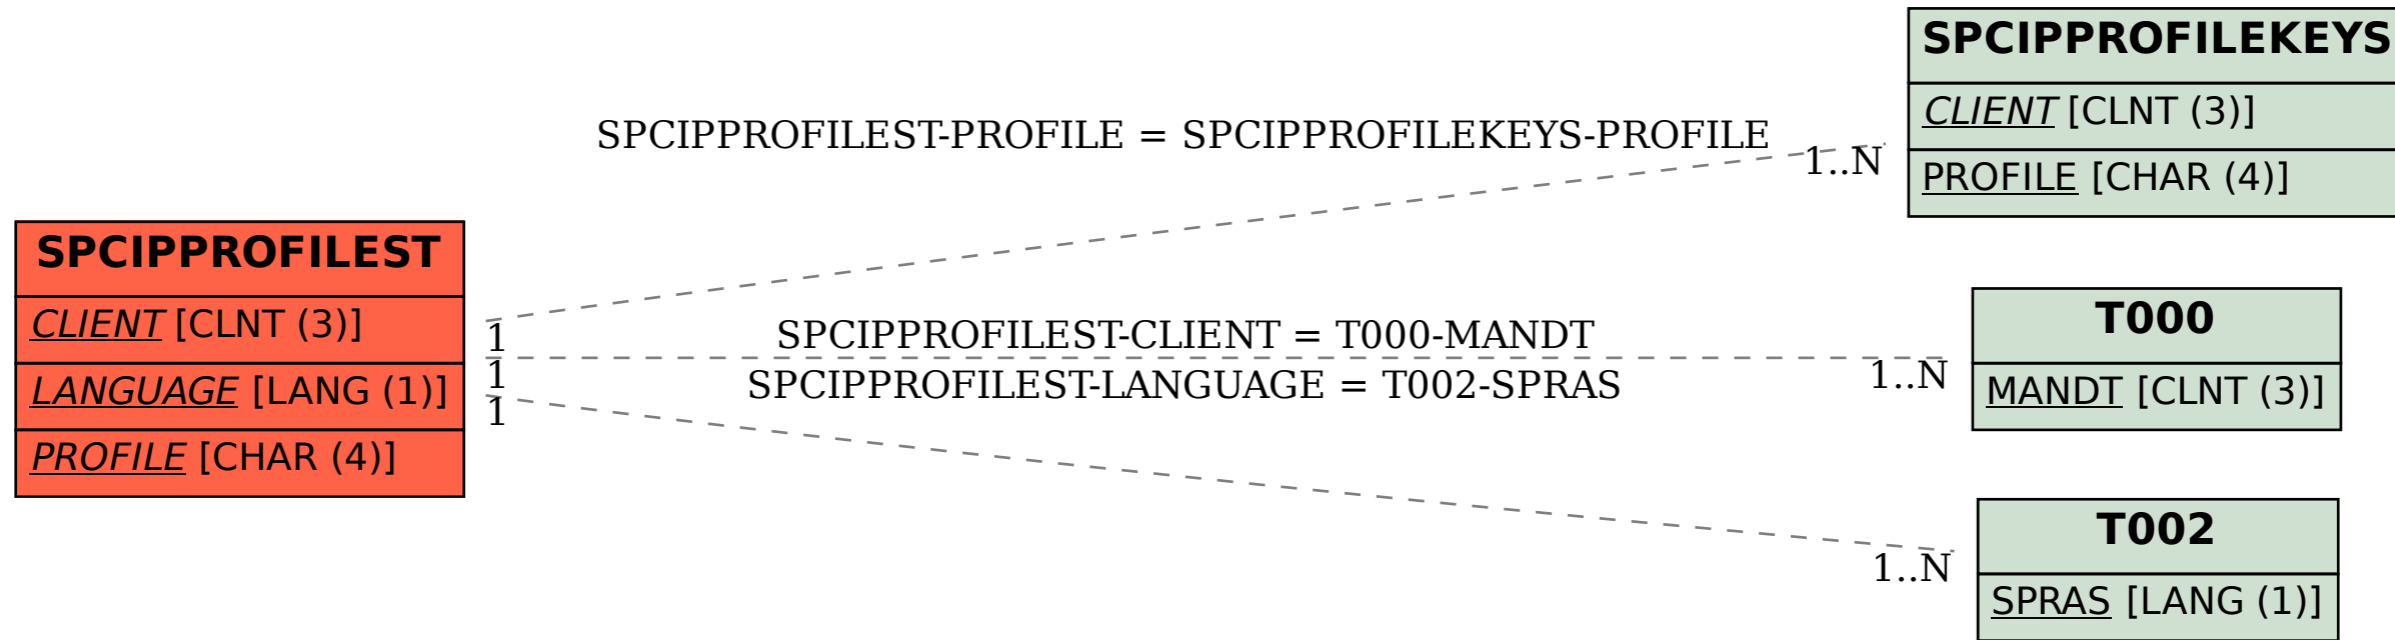 SPCIPPROFILEKEYS
CLIENT [CLNT (3)]
PROFILE [CHAR (4)]
SPCIPPROFILEST-PROFILE = SPCIPPROFILEKEYS-PROFILE
1..N
SPCIPPROFILEST
CLIENT [CLNT (3)]
LANGUAGE [LANG (1)]
PROFILE [CHAR (4)]
1
1
1
SPCIPPROFILEST-CLIENT = T000-MANDT
1..N
SPCIPPROFILEST-LANGUAGE = T002-SPRAS
1..N
T000
MANDT [CLNT (3)]
T002
SPRAS [LANG (1)]